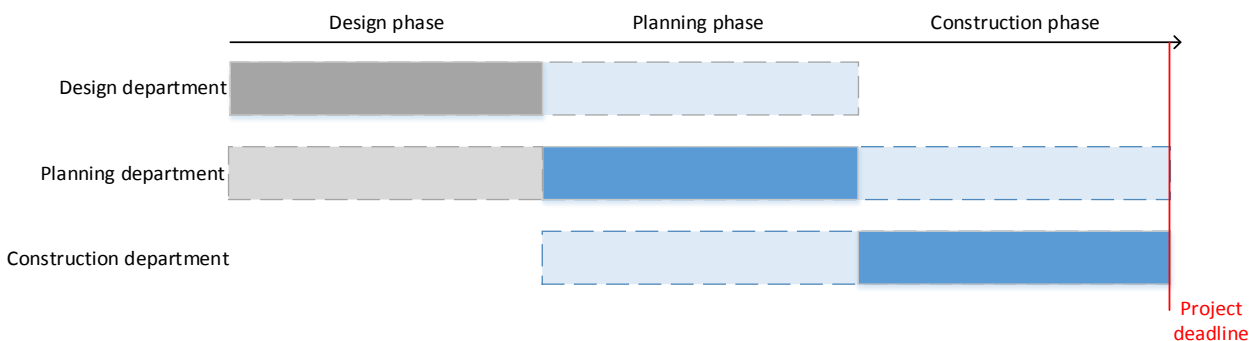 Design phase
Planning phase
Construction phase
Design department
Planning department
Construction department
Project
deadline